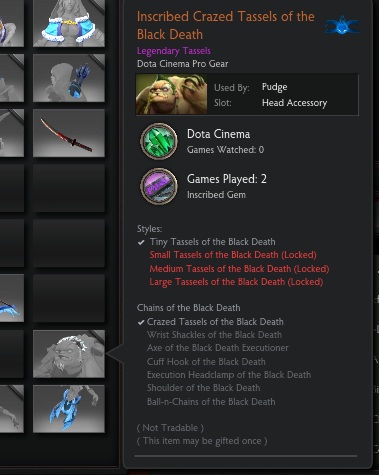 Inscribed Crazed Tassels of the
Black Death
Legendary Tassels
Dota Cinema Pro Gear
Used By: Pudge
Slot: Head Accessory
Dota Cinema
Games Watched: 0
Games Played: 2
Inscribed Gem
Styles:
Tiny Tassels of the Black Death
Small Tassels of the Black Death (Locked)
Medium Tassels of the Black Death (Locked)
Large Tasseels of the Black Death (Locked)
Chains of the Black Death
Crazed Tassels of the Black Death
Wrist Shackles of the Black Death
Axe of the Black Death Executioner
Cuff Hook of the Black Death
Execution Headclamp of the Black Death
Shoulder of the Black Death
Ball-n-Chains of the Black Death
( Not Tradable )
( This item may be gifted once )